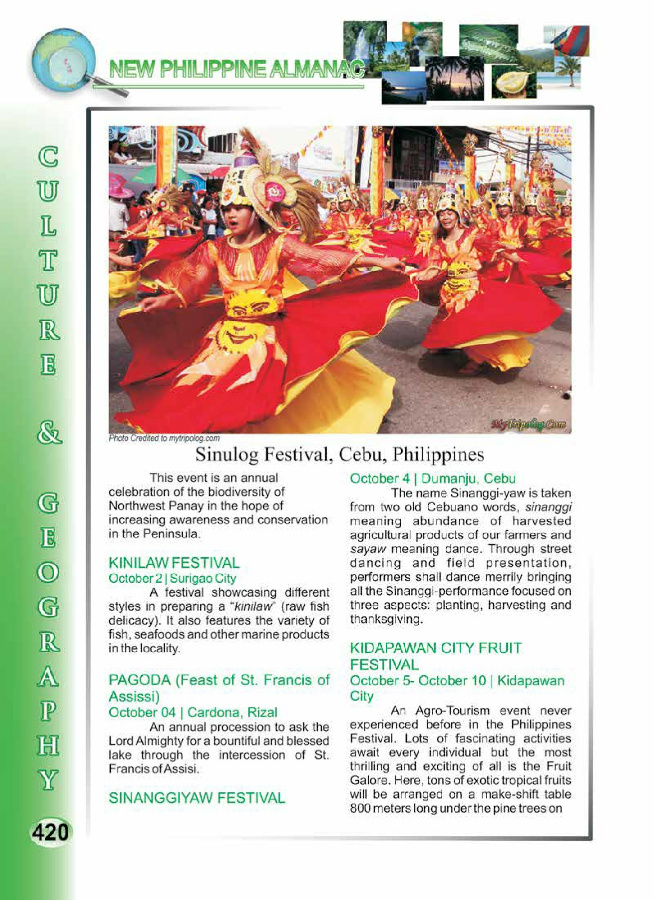 NEW PHILIPPINE ALMANAC
CULTURE & GEOGRAPHY
MyTripolog.Com
Photo Credited to mytripolog.com
Sinulog Festival, Cebu, Philippines
This event is an annual
celebration of the biodiversity of
Northwest Panay in the hope of
increasing awareness and conservation
in the Peninsula.
KINILAW FESTIVAL
October 2 | Surigao City
A festival showcasing different
styles in preparing a “kinilaw” (raw fish
delicacy). It also features the variety of
fish, seafoods and other marine products
in the locality.
PAGODA (Feast of St. Francis of
Assissi)
October 04 | Cardona, Rizal
An annual procession to ask the
Lord Almighty for a bountiful and blessed
lake through the intercession of St.
Francis of Assisi.
SINANGGIYAW FESTIVAL
October 4 | Dumanju, Cebu
The name Sinanggi-yaw is taken
from two old Cebuano words, sinanggi
meaning abundance of harvested
agricultural products of our farmers and
sayaw meaning dance. Through street
dancing and field presentation,
performers shall dance merrily bringing
all the Sinanggi-performance focused on
three aspects: planting, harvesting and
thanksgiving.
KIDAPAWAN CITY FRUIT
FESTIVAL
October 5- October 10 | Kidapawan
City
An Agro-Tourism event never
experienced before in the Philippines
Festival. Lots of fascinating activities
await every individual but the most
thrilling and exciting of all is the Fruit
Galore. Here, tons of exotic tropical fruits
will be arranged on a make-shift table
800 meters long under the pine trees on
420